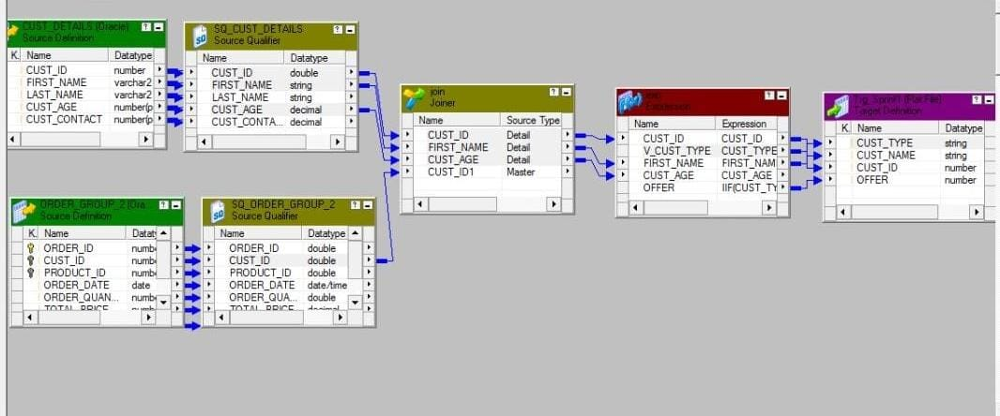 CUST_DETAILS (Oracle)
Source Definition
K. Name Datatype
CUST_ID number
FIRST_NAME varchar2
LAST_NAME varchar2
CUST_AGE number(p
CUST_CONTACT number(p
SQ_CUST_DETAILS
Source Qualifier
Name Datatype
CUST_ID double
FIRST_NAME string
LAST_NAME string
CUST_AGE decimal
CUST_CONTA... decimal
join
Joiner
Name Source Type
CUST_ID Detail
FIRST_NAME Detail
CUST_AGE Detail
CUST_ID1 Master
Expression
Name Expression
CUST_ID CUST_ID
V_CUST_TYPE CUST_TYPE
FIRST_NAME FIRST_NAM
CUST_AGE CUST_AGE
OFFER IIF(CUST_TY
Trg_Sprint1 (Flat File)
Target Definition
K. Name Datatype
CUST_TYPE string
CUST_NAME string
CUST_ID number
OFFER number
ORDER_GROUP_2 (Ora
Source Definition
K. Name Datat
ORDER_ID numb
CUST_ID numb
PRODUCT_ID numb
ORDER_DATE date
ORDER_QUAN... numb
TOTAL_PRICE numb
SQ_ORDER_GROUP_2
Source Qualifier
Name Datatype
ORDER_ID double
CUST_ID double
PRODUCT_ID double
ORDER_DATE date/time
ORDER_QUA... double
TOTAL_PRICE decimal